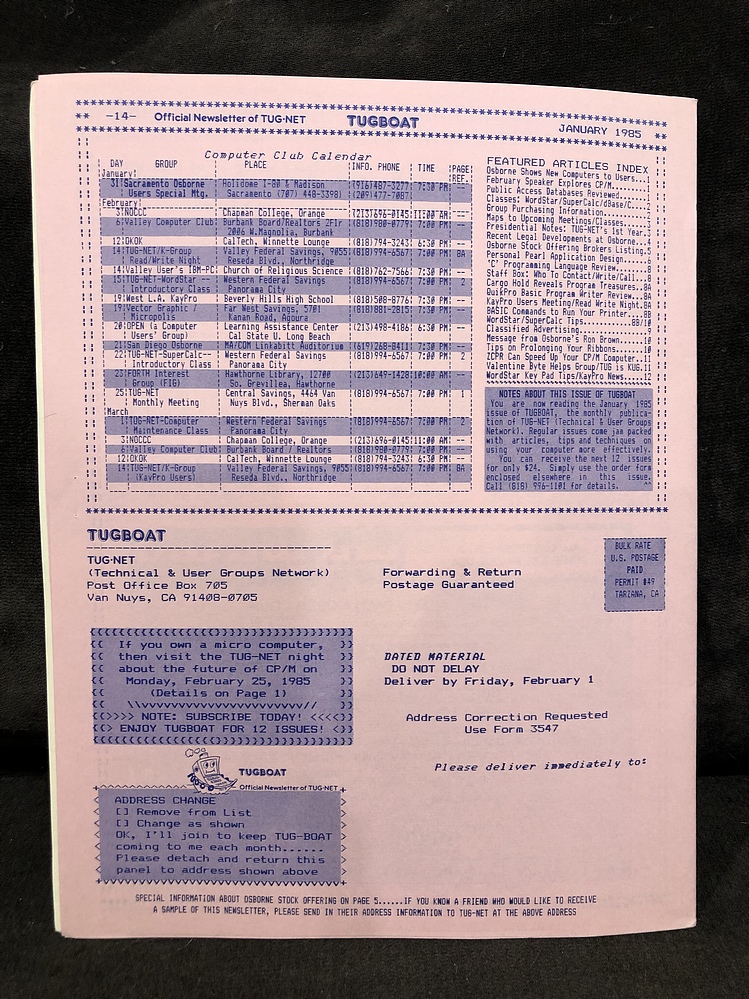 -14- Official Newsletter of TUG·NET TUGBOAT JANUARY 1985
Computer Club Calendar
DAY GROUP PLACE INFO. PHONE TIME PAGE REF.
January
31 Sacramento Osborne Holidome I-80 & Madison (916)487-3277 7:30 PM --
Users Special Mtg. Sacramento (707) 448-3398 (209)477-7087
February
3 NOCCC Chapman College, Orange (213)696-0145 11:00 AM --
6 Valley Computer Club Burbank Board/Realtors 2Flr (818)980-0779 7:00 PM --
2006 W.Magnolia, Burbank
12 OKOK CalTech, Winnette Lounge (818)794-3243 6:30 PM --
14 TUG-NET/K-Group Valley Federal Savings, 9055 (818)994-6567 7:00 PM 8A
Read/Write Night Reseda Blvd., Northridge
14 Valley User's IBM-PC Church of Religious Science (818)762-7566 7:30 PM --
15 TUG-NET-WordStar -- Western Federal Savings (818)994-6567 7:00 PM 2
Introductory Class Panorama City
19 West L.A. KayPro Beverly Hills High School (818)508-8776 7:30 PM --
19 Vector Graphic / Far West Savings, 5701 (818)881-2815 7:30 PM --
Micropolis Kanan Road, Agoura
20 OPEN (a Computer Learning Assistance Center (213)498-4186 6:30 PM --
Users' Group) Cal State U. Long Beach
21 San Diego Osborne MA/COM Linkabitt Auditorium (619)268-8411 7:30 PM --
22 TUG-NET-SuperCalc-- Western Federal Savings (818)994-6567 7:00 PM 2
Introductory Class Panorama City
23 FORTH Interest Hawthorne Library, 12700 (213)649-1428 10:00 AM --
Group (FIG) So. Grevillea, Hawthorne
25 TUG-NET Central Savings, 4464 Van (818)994-6567 7:00 PM 1
Monthly Meeting Nuys Blvd., Sherman Oaks
March
1 TUG-NET-Computer Western Federal Savings (818)994-6567 7:00 PM 2
Maintenance Class Panorama City
3 NOCCC Chapman College, Orange (213)696-0145 11:00 AM --
6 Valley Computer Club Burbank Board / Realtors (818)980-0779 7:00 PM --
12 OKOK CalTech, Winnette Lounge (818)794-3243 6:30 PM --
14 TUG-NET/K-Group Valley Federal Savings, 9055 (818)994-6567 7:00 PM 8A
(KayPro Users) Reseda Blvd., Northridge
FEATURED ARTICLES INDEX
Osborne Shows New Computers to Users...1
February Speaker Explores CP/M.........1
Public Access Databases Reviewed
Classes: WordStar/SuperCalc/dBase/C
Group Purchasing Information...........2
Maps to Upcoming Meetings/Classes......3
Presidential Notes: TUG-NET's 1st Year.3
Recent Legal Developments at Osborne...4
Osborne Stock Offering Brokers Listing.5
Personal Pearl Application Design
'C' Programming Language Review........8
Staff Box: Who To Contact/Write/Call...8
Cargo Hold Reveals Program Treasures..8A
QuikPro Basic Program Writer Review...8A
KayPro Users Meeting/Read Write Night.8A
BASIC Commands to Run Your Printer....8B
WordStar/SuperCalc Tips............8B/10
Classified Advertising.................9
Message from Osborne's Ron Brown......10
Tips on Prolonging Your Ribbons.......10
ZCPR Can Speed Up Your CP/M Computer..11
Valentine Byte Helps Group/TUG is KUG.11
WordStar Key Pad Tips/KayPro News.....12
NOTES ABOUT THIS ISSUE OF TUGBOAT
You are now reading the January 1985
issue of TUGBOAT, the monthly publica-
tion of TUG-NET (Technical & User Groups
Network). Regular issues come jam packed
with articles, tips and techniques on
using your computer more effectively.
You can receive the next 12 issues
for only $24. Simply use the order form
enclosed elsewhere in this issue.
Call (818) 996-1101 for details. ^^
TUGBOAT
TUG·NET
(Technical & User Groups Network)
Post Office Box 705
Van Nuys, CA 91408-0705
Forwarding & Return
Postage Guaranteed
BULK RATE
U.S. POSTAGE
PAID
PERMIT #49
TARZANA, CA
If you own a micro computer,
then visit the TUG-NET night
about the future of CP/M on
Monday, February 25, 1985
(Details on Page 1)
\\vvvvvvvvvvvvvvvvvvvvv//
<<>>>> NOTE: SUBSCRIBE TODAY! <<<<>>
<<> ENJOY TUGBOAT FOR 12 ISSUES! <>>
DATED MATERIAL
DO NOT DELAY
Deliver by Friday, February 1
Address Correction Requested
Use Form 3547
Please deliver immediately to:
TUGBOAT
Official Newsletter of TUG·NET
ADDRESS CHANGE
[] Remove from List
[] Change as shown
OK, I'll join to keep TUG-BOAT
coming to me each month......
Please detach and return this
panel to address shown above
SPECIAL INFORMATION ABOUT OSBORNE STOCK OFFERING ON PAGE 5......IF YOU KNOW A FRIEND WHO WOULD LIKE TO RECEIVE
A SAMPLE OF THIS NEWSLETTER, PLEASE SEND IN THEIR ADDRESS INFORMATION TO TUG-NET AT THE ABOVE ADDRESS